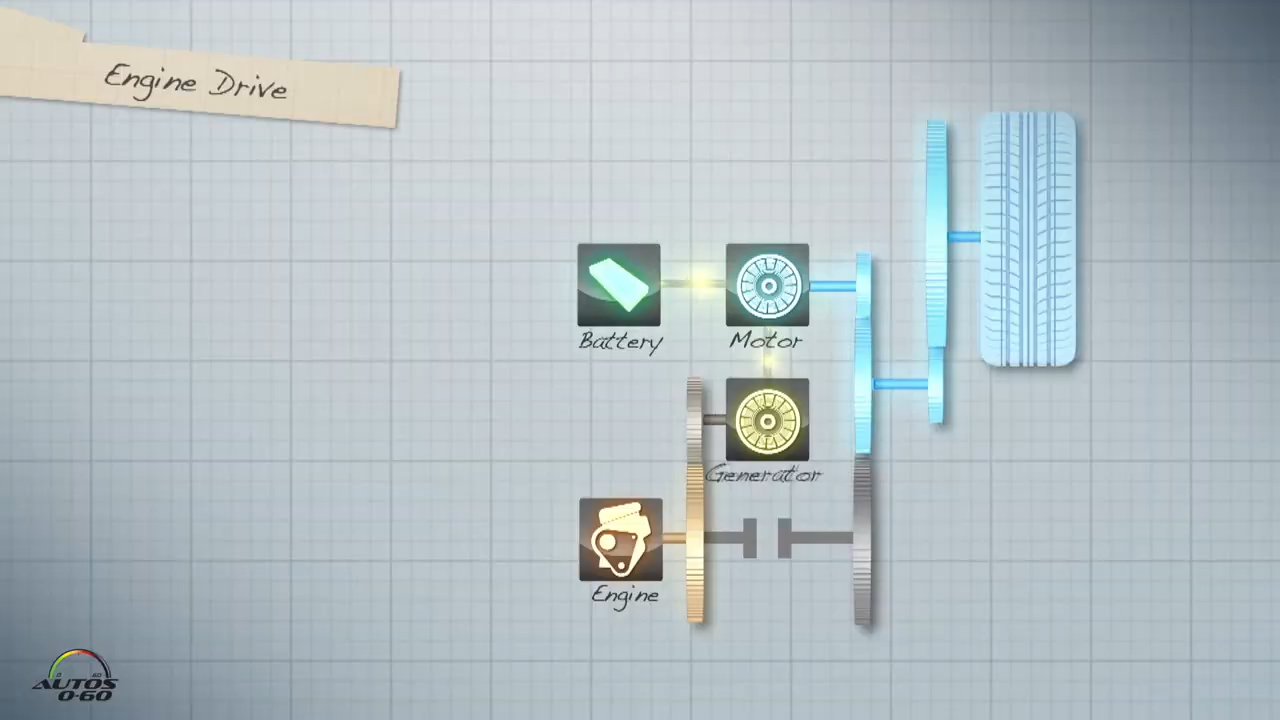 Engine Drive
Battery
Motor
Generator
Engine
AUTOS
0-60